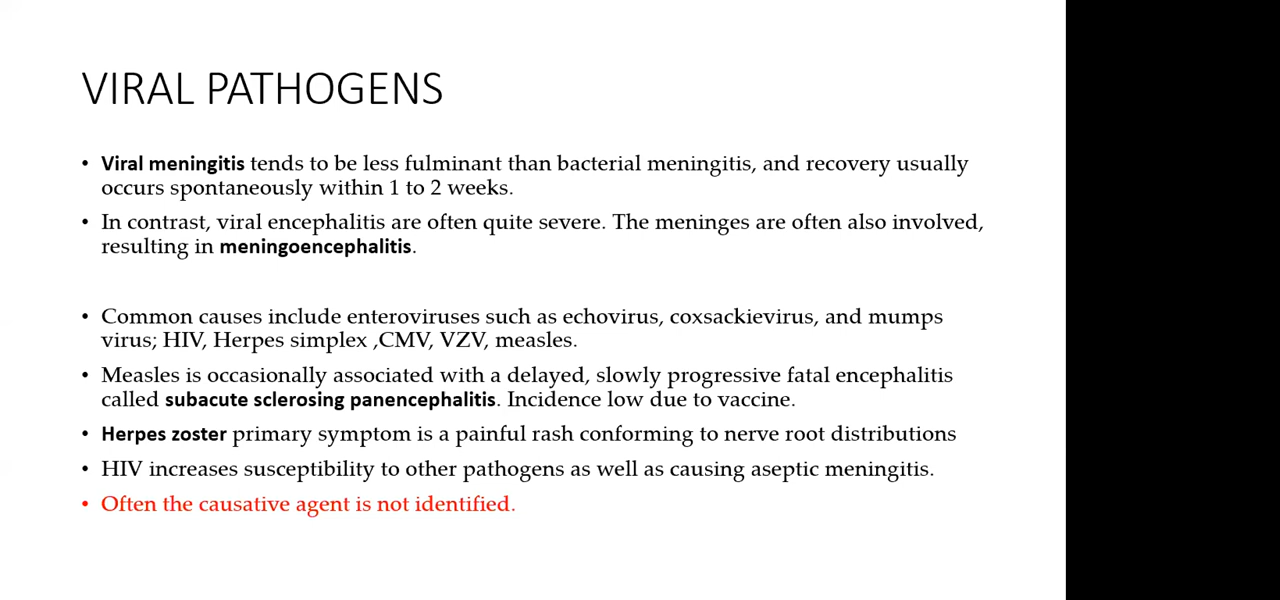 VIRAL PATHOGENS
• Viral meningitis tends to be less fulminant than bacterial meningitis, and recovery usually
occurs spontaneously within 1 to 2 weeks.
• In contrast, viral encephalitis are often quite severe. The meninges are often also involved,
resulting in meningoencephalitis.
• Common causes include enteroviruses such as echovirus, coxsackievirus, and mumps
virus; HIV, Herpes simplex ,CMV, VZV, measles.
• Measles is occasionally associated with a delayed, slowly progressive fatal encephalitis
called subacute sclerosing panencephalitis. Incidence low due to vaccine.
• Herpes zoster primary symptom is a painful rash conforming to nerve root distributions
• HIV increases susceptibility to other pathogens as well as causing aseptic meningitis.
• Often the causative agent is not identified.